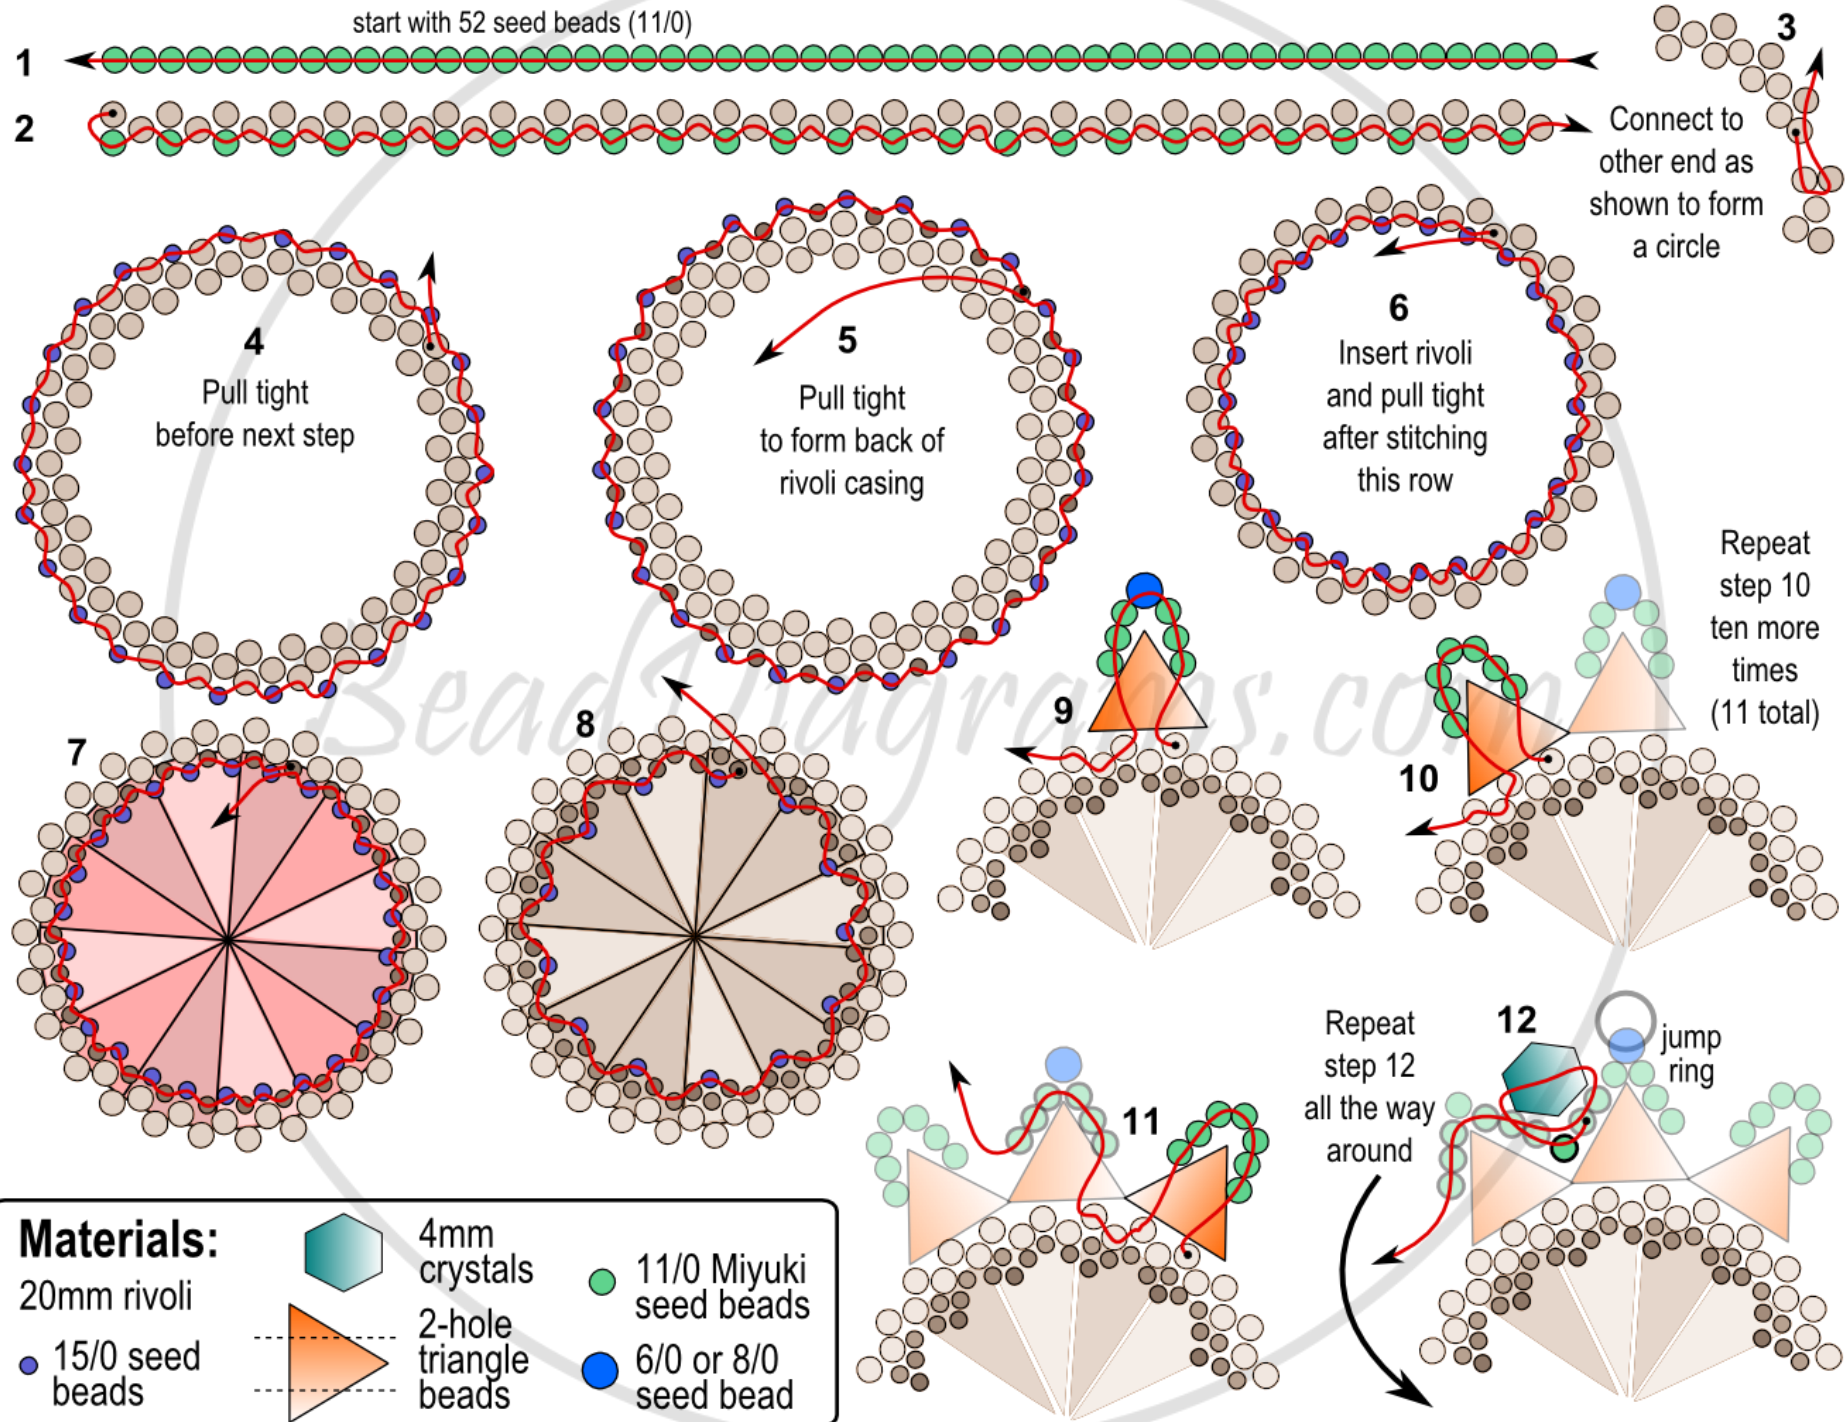 start with 52 seed beads (11/0)
1
2
3
Connect to
other end as
shown to form
a circle
4
Pull tight
before next step
5
Pull tight
to form back of
rivoli casing
6
Insert rivoli
and pull tight
after stitching
this row
7
8
9
10
Repeat
step 10
ten more
times
(11 total)
11
12
jump
ring
Repeat
step 12
all the way
around
Materials:
20mm rivoli
15/0 seed
beads
4mm
crystals
2-hole
triangle
beads
11/0 Miyuki
seed beads
6/0 or 8/0
seed bead
BeadDiagrams.com